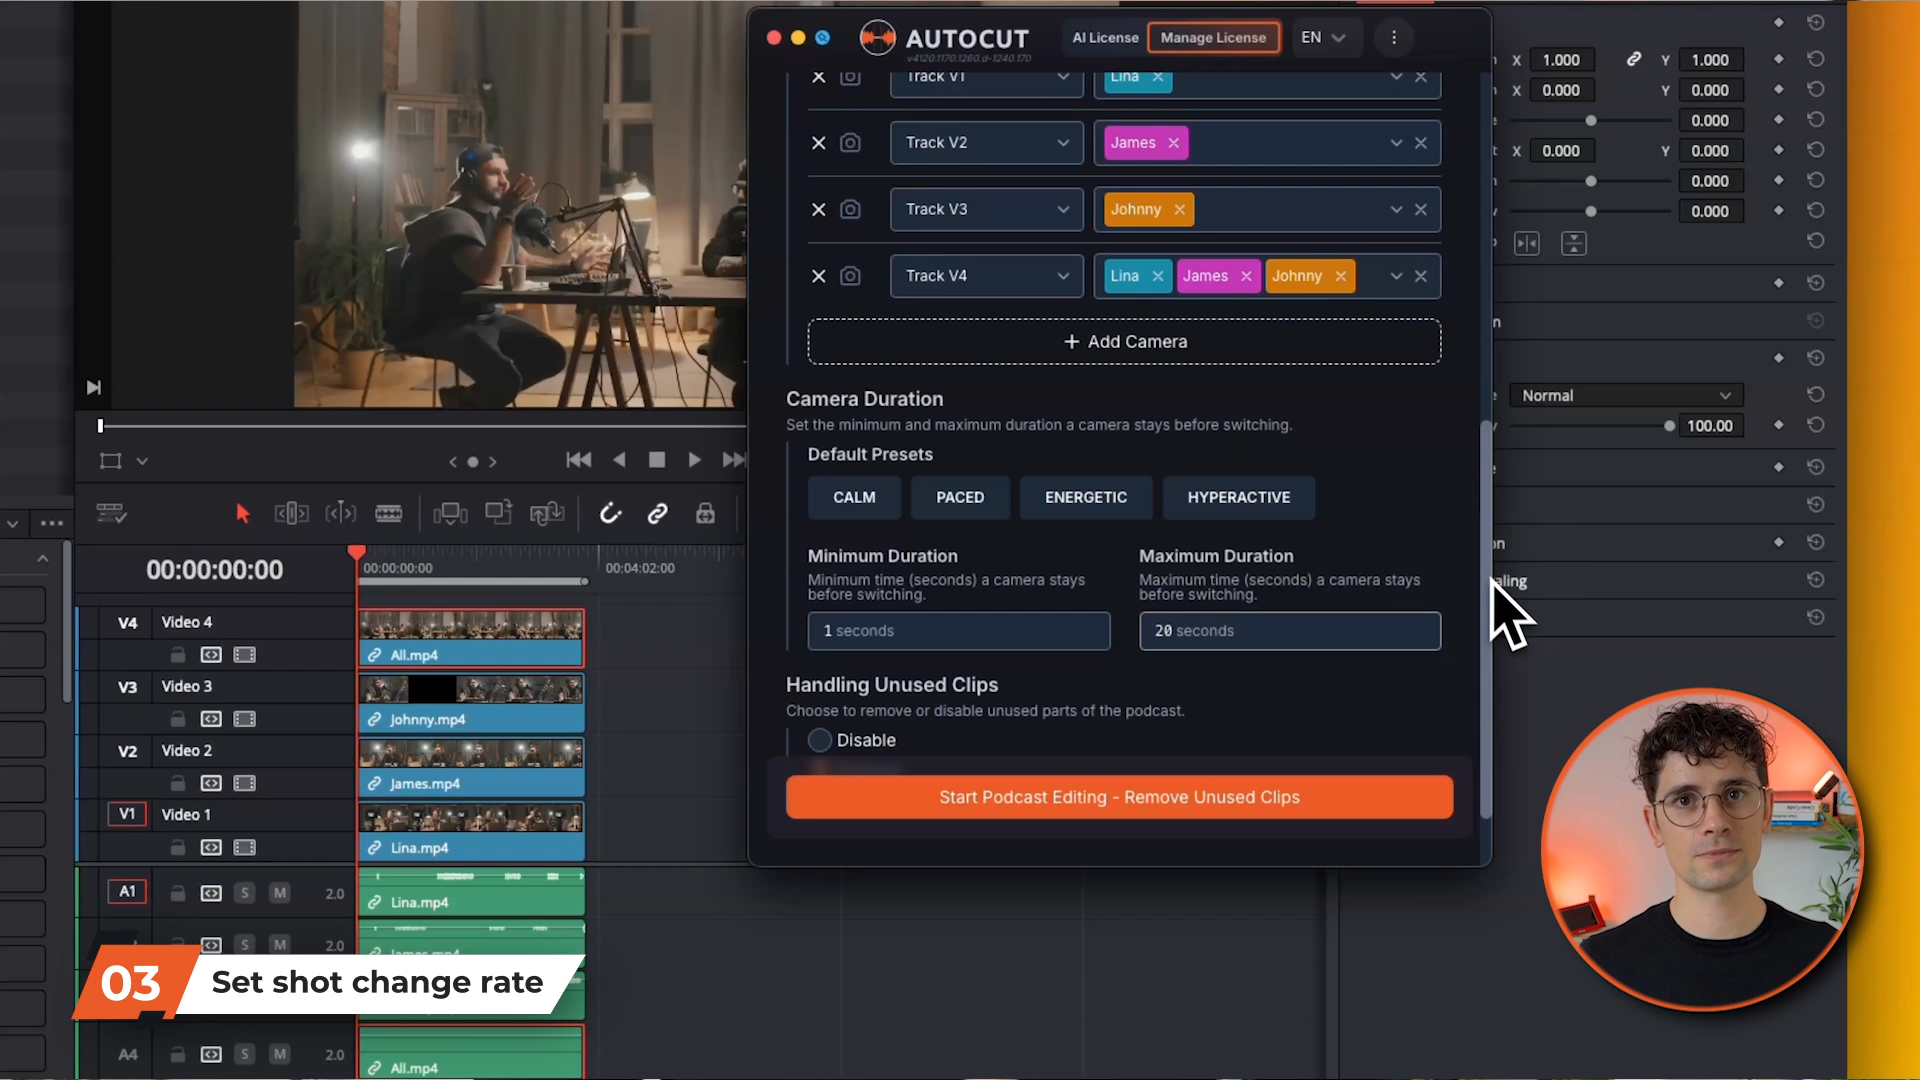 AUTOCUT
AI License
Manage License
EN
Track V1
Lina
Track V2
James
Track V3
Johnny
Track V4
Lina
James
Johnny
+ Add Camera
Camera Duration
Set the minimum and maximum duration a camera stays before switching.
Default Presets
CALM
PACED
ENERGETIC
HYPERACTIVE
Minimum Duration
Minimum time (seconds) a camera stays
before switching.
1 seconds
Maximum Duration
Maximum time (seconds) a camera stays
before switching.
20 seconds
Handling Unused Clips
Choose to remove or disable unused parts of the podcast.
Disable
Start Podcast Editing - Remove Unused Clips
X 1.000 Y 1.000
X 0.000 Y 0.000
0.000
X 0.000 Y 0.000
0.000
0.000
Normal
100.00
aling
00:00:00:00
00:00:00:00
00:04:02:00
V4 Video 4
All.mp4
V3 Video 3
Johnny.mp4
V2 Video 2
James.mp4
V1 Video 1
Lina.mp4
A1 S M 2.0
Lina.mp4
S M 2.0
James.mp4
03 Set shot change rate
A4 S M 2.0
All.mp4